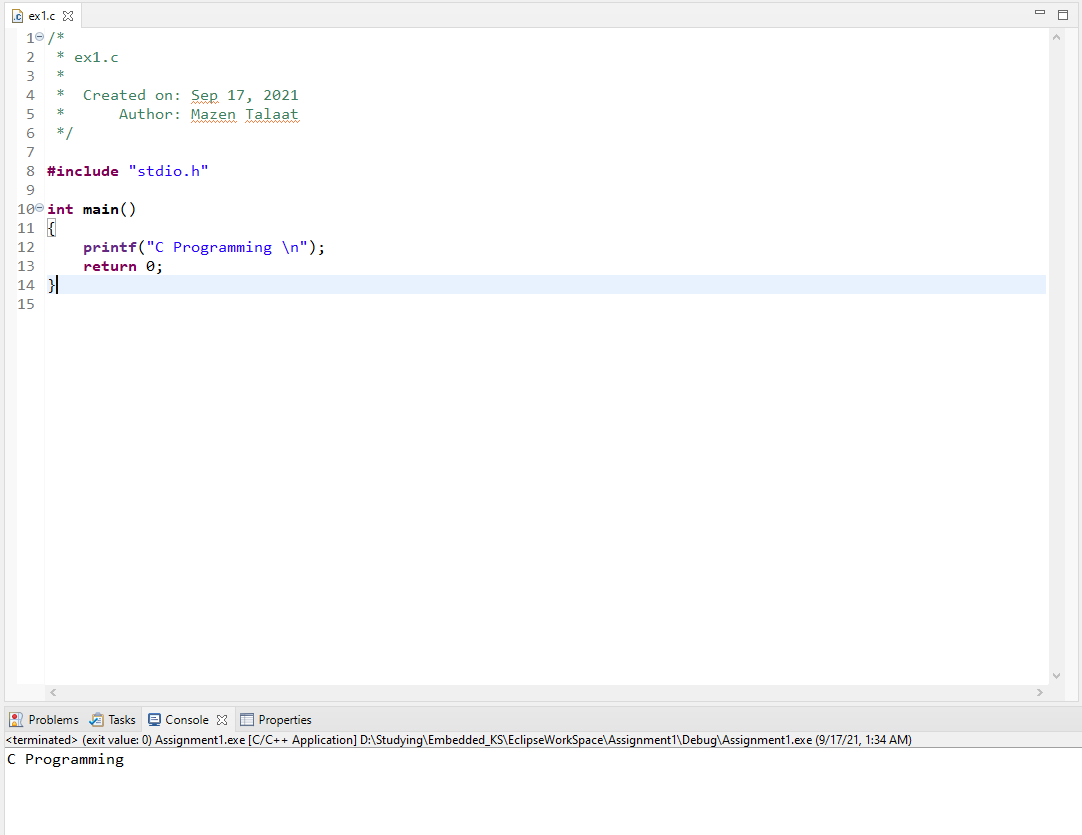 ex1.c
1 /*
2  * ex1.c
3  *
4  *  Created on: Sep 17, 2021
5  *      Author: Mazen Talaat
6  */
7
8 #include "stdio.h"
9
10 int main()
11 {
12     printf("C Programming \n");
13     return 0;
14 }
15
Problems Tasks Console Properties
<terminated> (exit value: 0) Assignment1.exe [C/C++ Application] D:\Studying\Embedded_KS\EclipseWorkSpace\Assignment1\Debug\Assignment1.exe (9/17/21, 1:34 AM)
C Programming